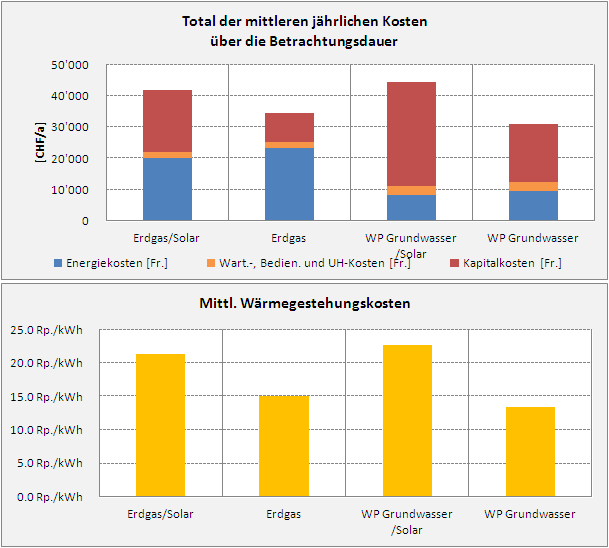 Total der mittleren jährlichen Kosten
über die Betrachtungsdauer
50'000
40'000
30'000
20'000
10'000
0
[CHF/a]
Erdgas/Solar
Erdgas
WP Grundwasser
/Solar
WP Grundwasser
Energiekosten [Fr.]
Wart.-, Bedien. und UH-Kosten [Fr.]
Kapitalkosten [Fr.]
Mittl. Wärmegestehungskosten
25.0 Rp./kWh
20.0 Rp./kWh
15.0 Rp./kWh
10.0 Rp./kWh
5.0 Rp./kWh
0.0 Rp./kWh
Erdgas/Solar
Erdgas
WP Grundwasser
/Solar
WP Grundwasser